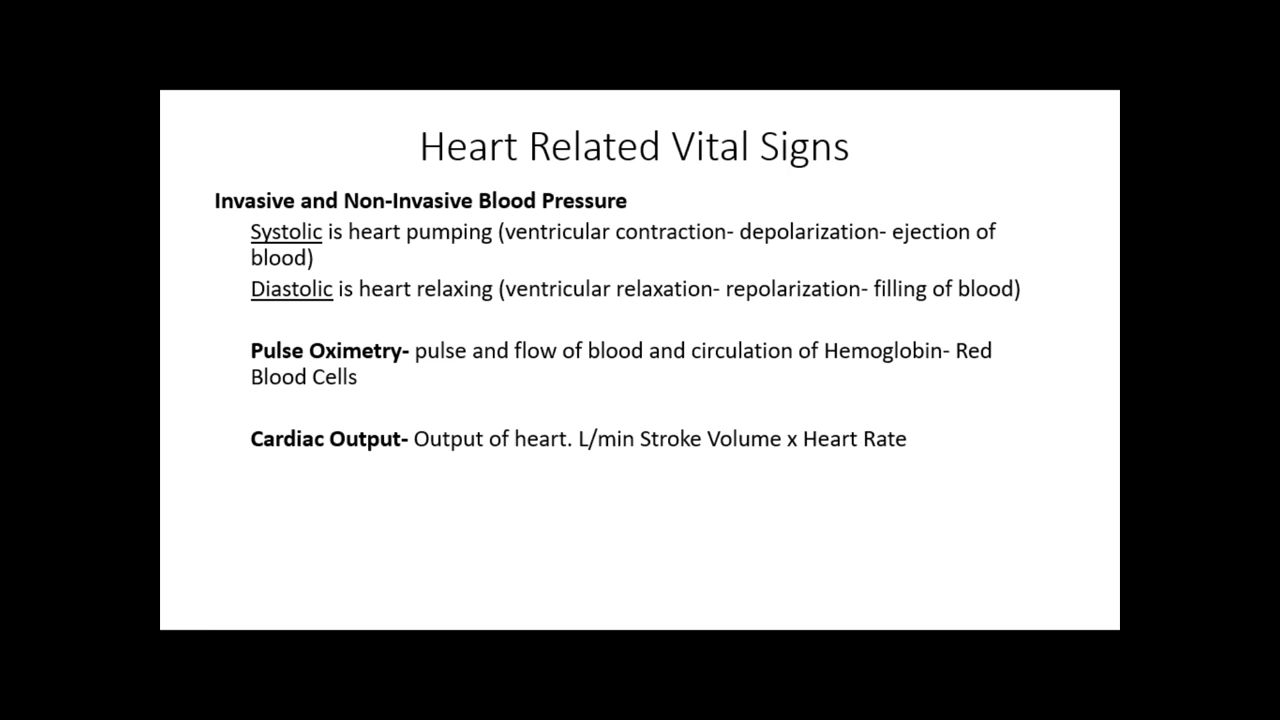 Heart Related Vital Signs
Invasive and Non-Invasive Blood Pressure
Systolic is heart pumping (ventricular contraction- depolarization- ejection of
blood)
Diastolic is heart relaxing (ventricular relaxation- repolarization- filling of blood)
Pulse Oximetry- pulse and flow of blood and circulation of Hemoglobin- Red
Blood Cells
Cardiac Output- Output of heart. L/min Stroke Volume x Heart Rate